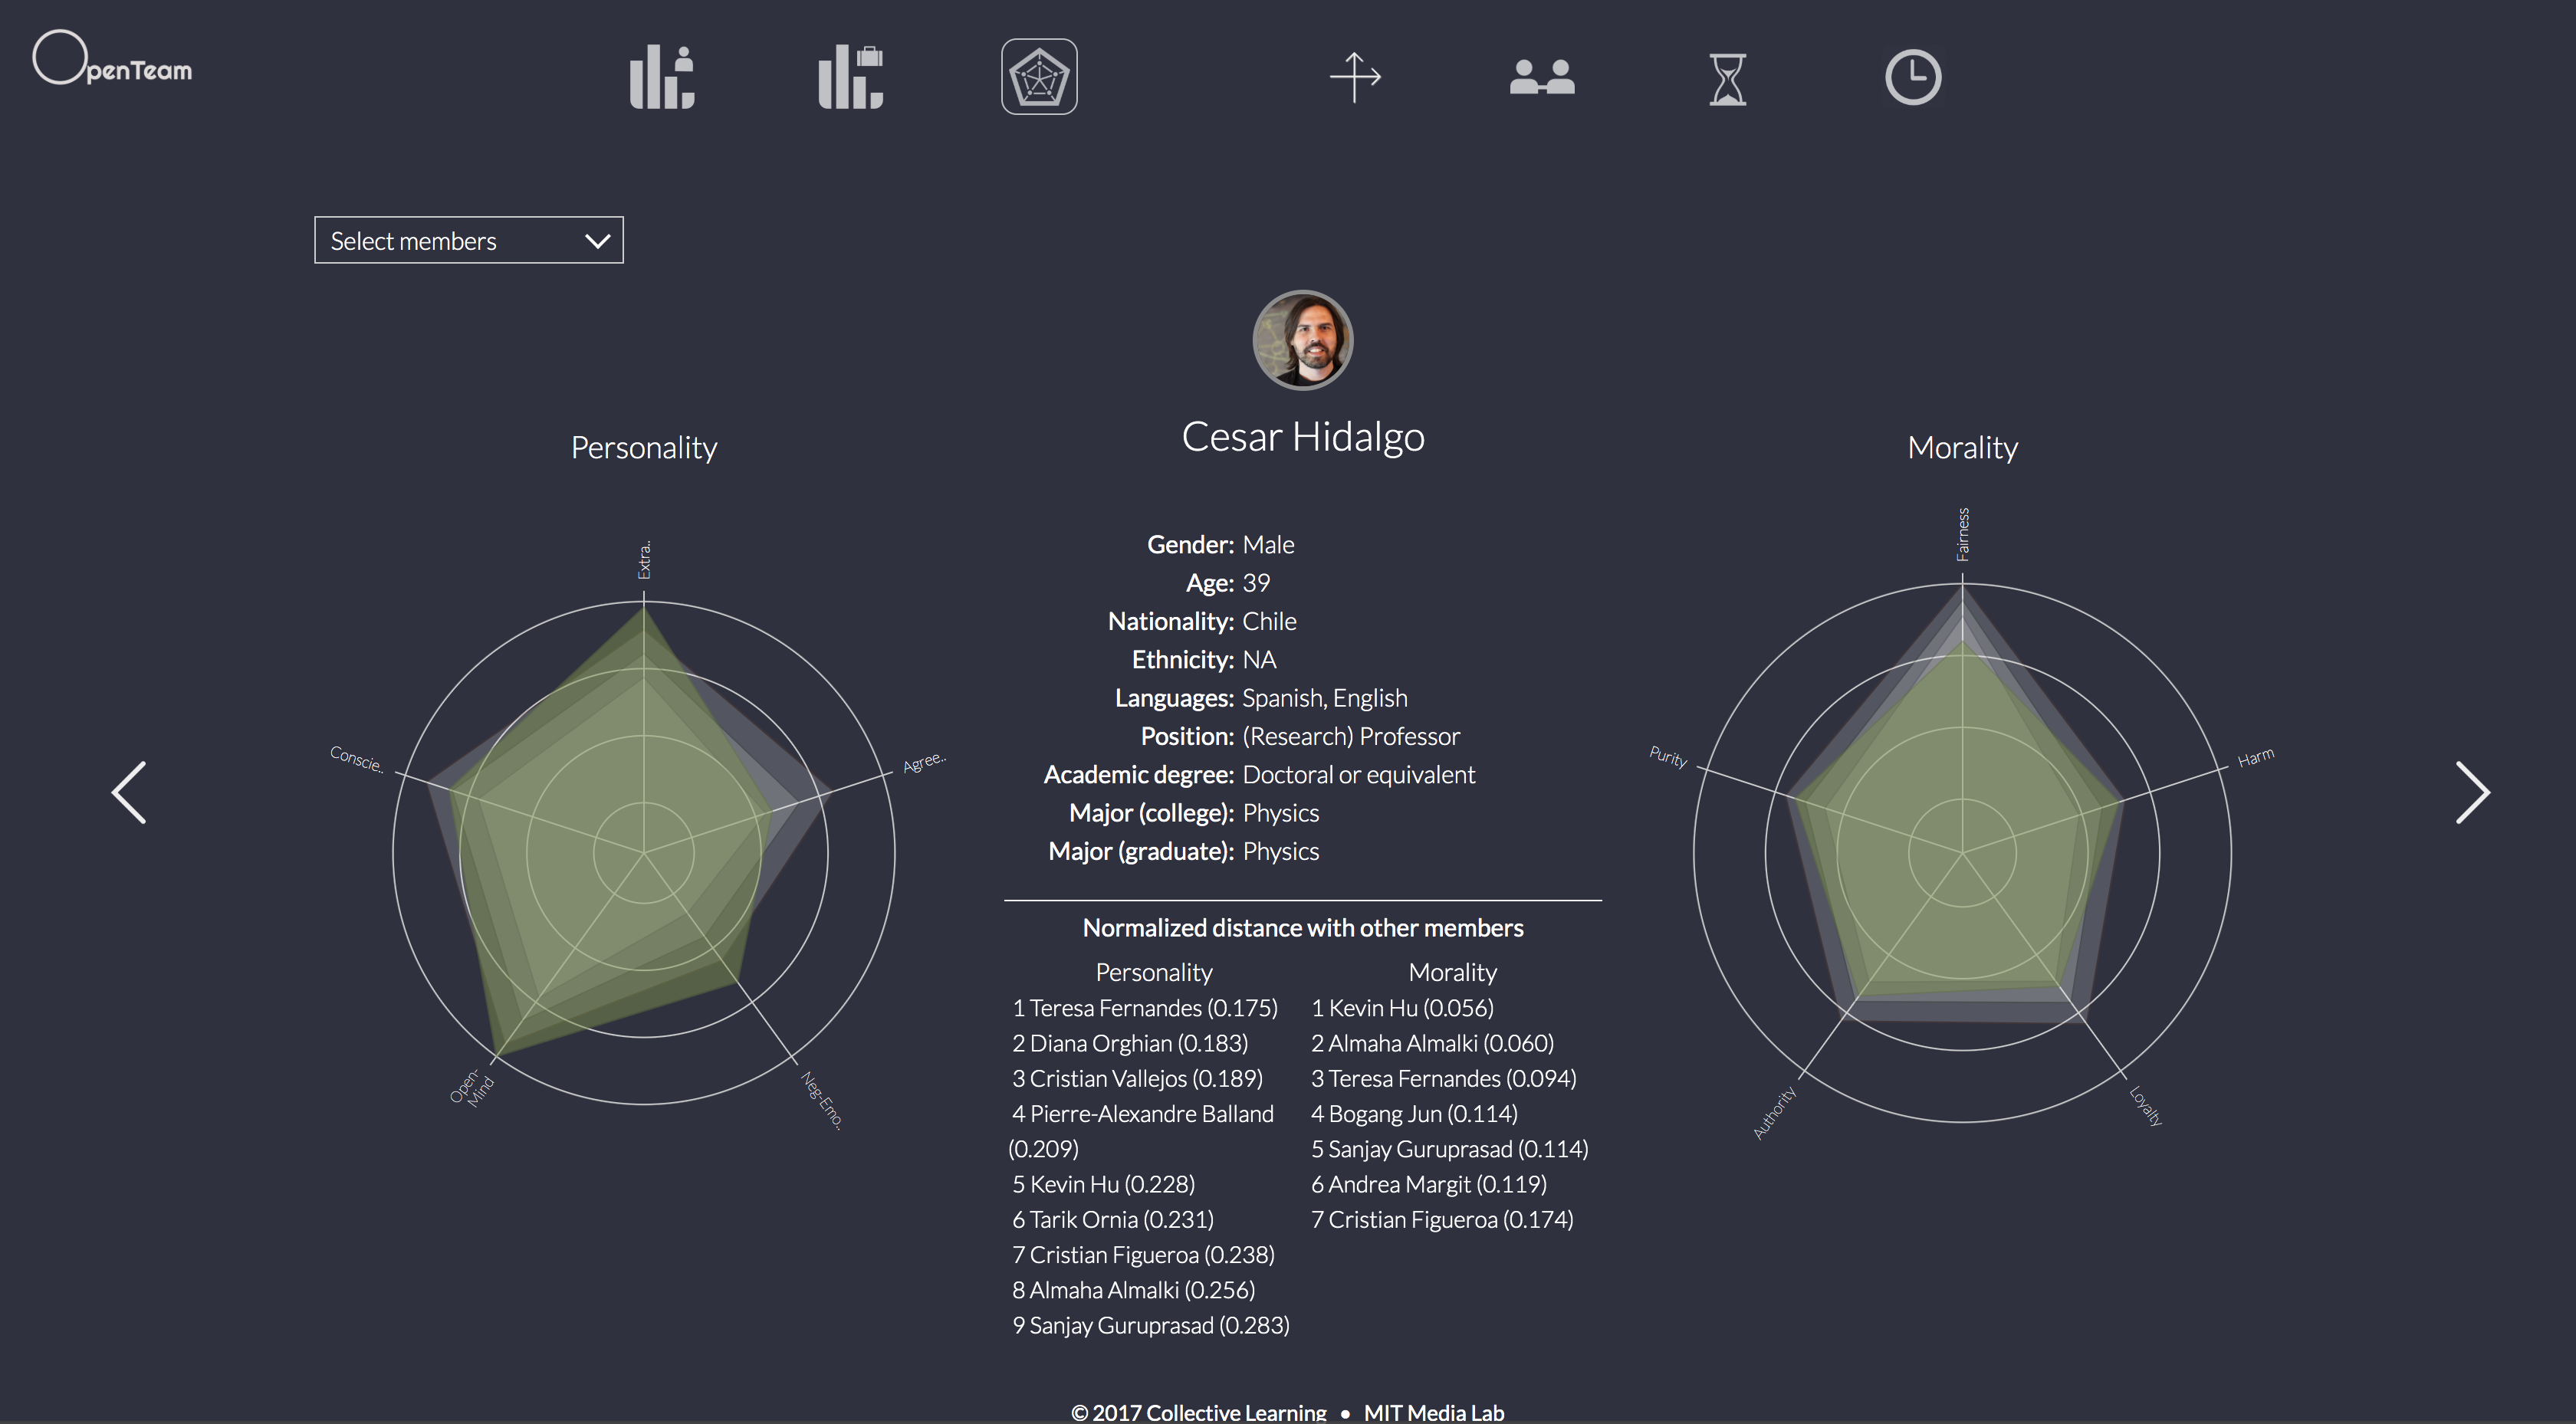 OpenTeam
Select members
Cesar Hidalgo
Personality
Morality
Extra..
Agree..
Neg-Emo..
Open-
Mind
Conscie..
Gender: Male
Age: 39
Nationality: Chile
Ethnicity: NA
Languages: Spanish, English
Position: (Research) Professor
Academic degree: Doctoral or equivalent
Major (college): Physics
Major (graduate): Physics
Fairness
Harm
Loyalty
Authority
Purity
Normalized distance with other members
Personality
1 Teresa Fernandes (0.175)
2 Diana Orghian (0.183)
3 Cristian Vallejos (0.189)
4 Pierre-Alexandre Balland
(0.209)
5 Kevin Hu (0.228)
6 Tarik Ornia (0.231)
7 Cristian Figueroa (0.238)
8 Almaha Almalki (0.256)
9 Sanjay Guruprasad (0.283)
Morality
1 Kevin Hu (0.056)
2 Almaha Almalki (0.060)
3 Teresa Fernandes (0.094)
4 Bogang Jun (0.114)
5 Sanjay Guruprasad (0.114)
6 Andrea Margit (0.119)
7 Cristian Figueroa (0.174)
© 2017 Collective Learning • MIT Media Lab